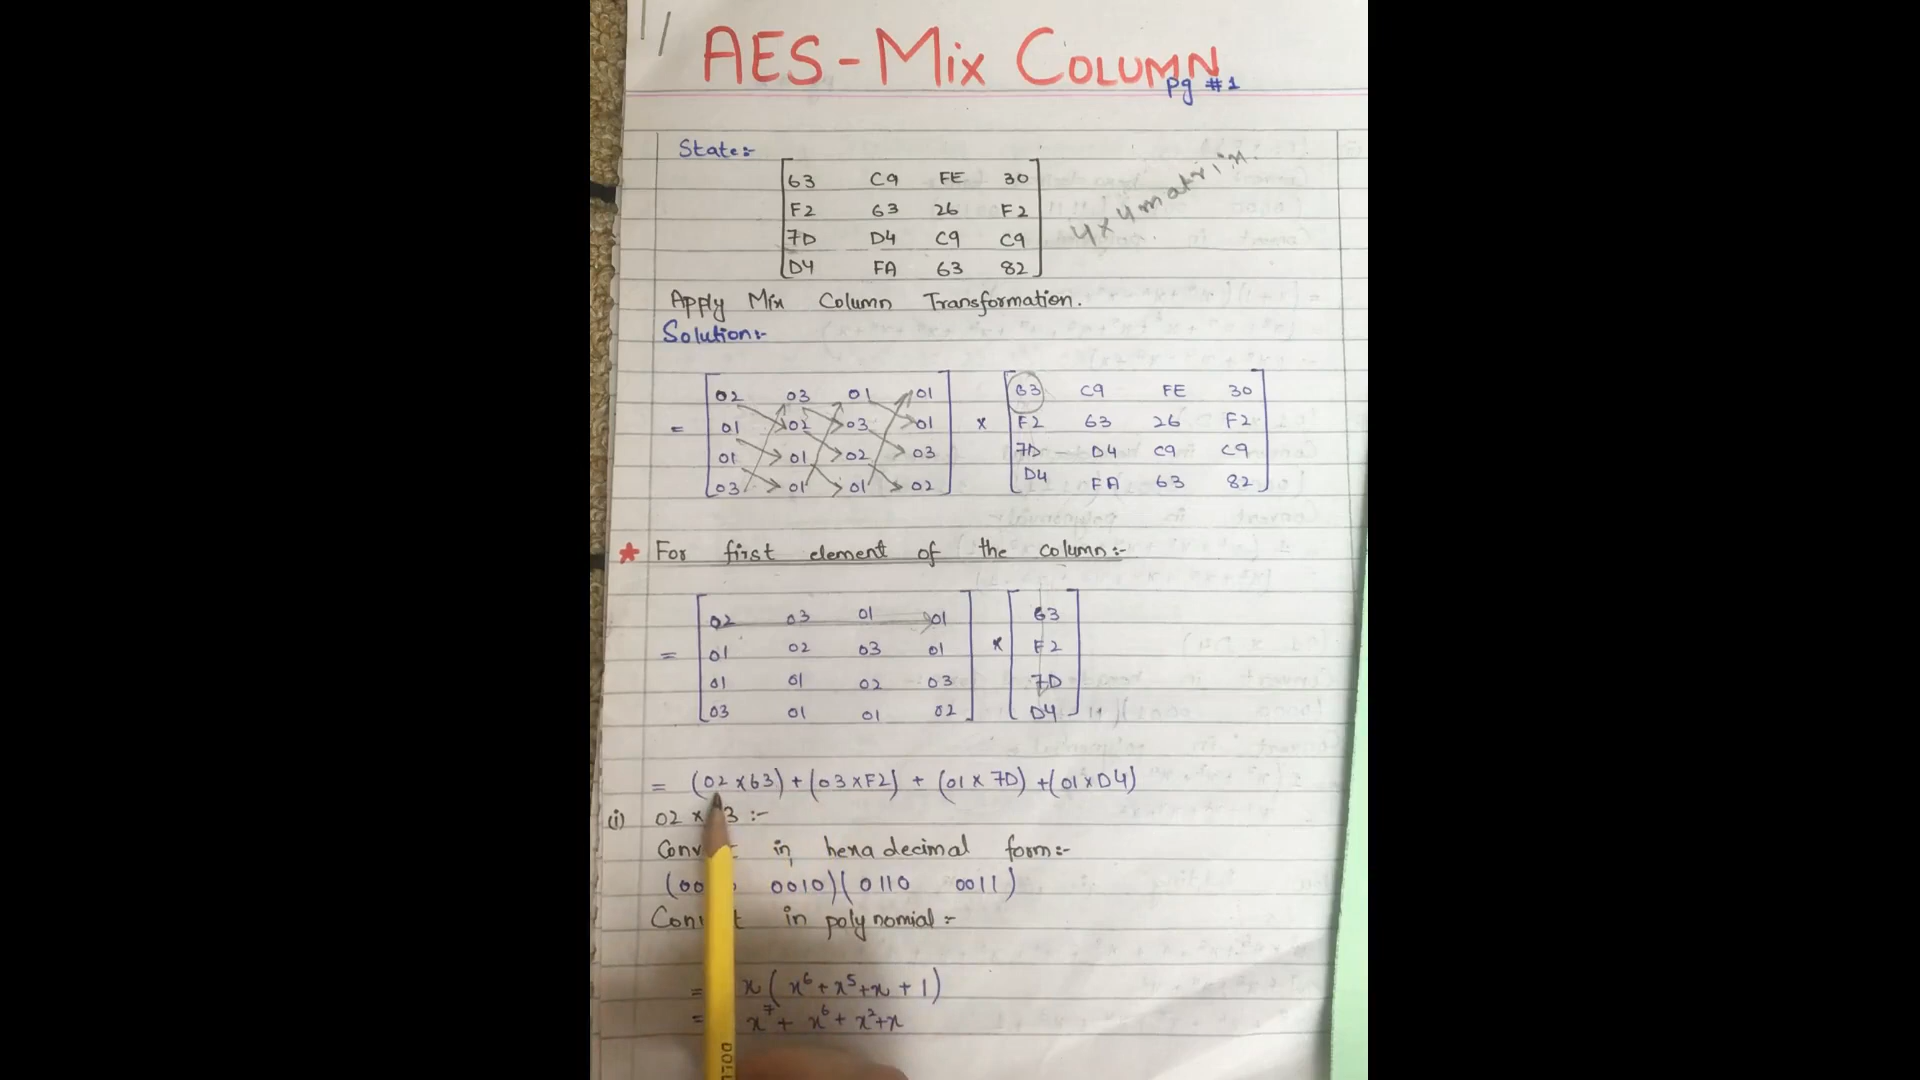 AES-MIX COLUMN
pg #1
State:-
63 C9 FE 30
F2 63 26 F2
7D D4 C9 C9
D4 FA 63 82
4x4 matrix.
Apply Mix Column Transformation.
Solution:-
02 03 01 01 63 C9 FE 30
= 01 02 03 01 x F2 63 26 F2
01 01 02 03 7D D4 C9 C9
03 01 01 02 D4 FA 63 82
★ For first element of the column:-
02 03 01 01 63
= 01 02 03 01 x F2
01 01 02 03 7D
03 01 01 02 D4
= (02 x 63) + (03 x F2) + (01 x 7D) + (01 x D4)
(i) 02 x 3 :-
in hexadecimal form:-
(00 0010)(0110 0011)
in polynomial :-
= x(x⁶+x⁵+x+1)
= x⁷+x⁶+x²+x